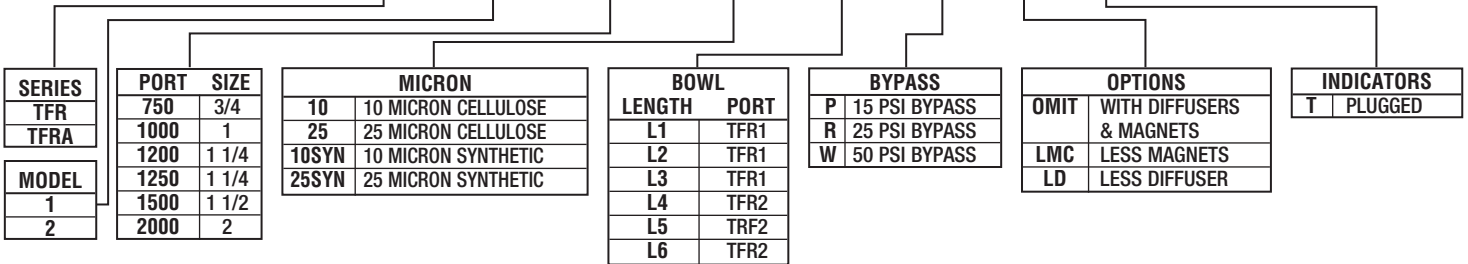 SERIES
TFR
TFRA
MODEL
1
2
PORT SIZE
750 3/4
1000 1
1200 1 1/4
1250 1 1/4
1500 1 1/2
2000 2
MICRON
10 10 MICRON CELLULOSE
25 25 MICRON CELLULOSE
10SYN 10 MICRON SYNTHETIC
25SYN 25 MICRON SYNTHETIC
BOWL
LENGTH PORT
L1 TFR1
L2 TFR1
L3 TFR1
L4 TFR2
L5 TRF2
L6 TFR2
BYPASS
P 15 PSI BYPASS
R 25 PSI BYPASS
W 50 PSI BYPASS
OPTIONS
OMIT WITH DIFFUSERS
& MAGNETS
LMC LESS MAGNETS
LD LESS DIFFUSER
INDICATORS
T PLUGGED